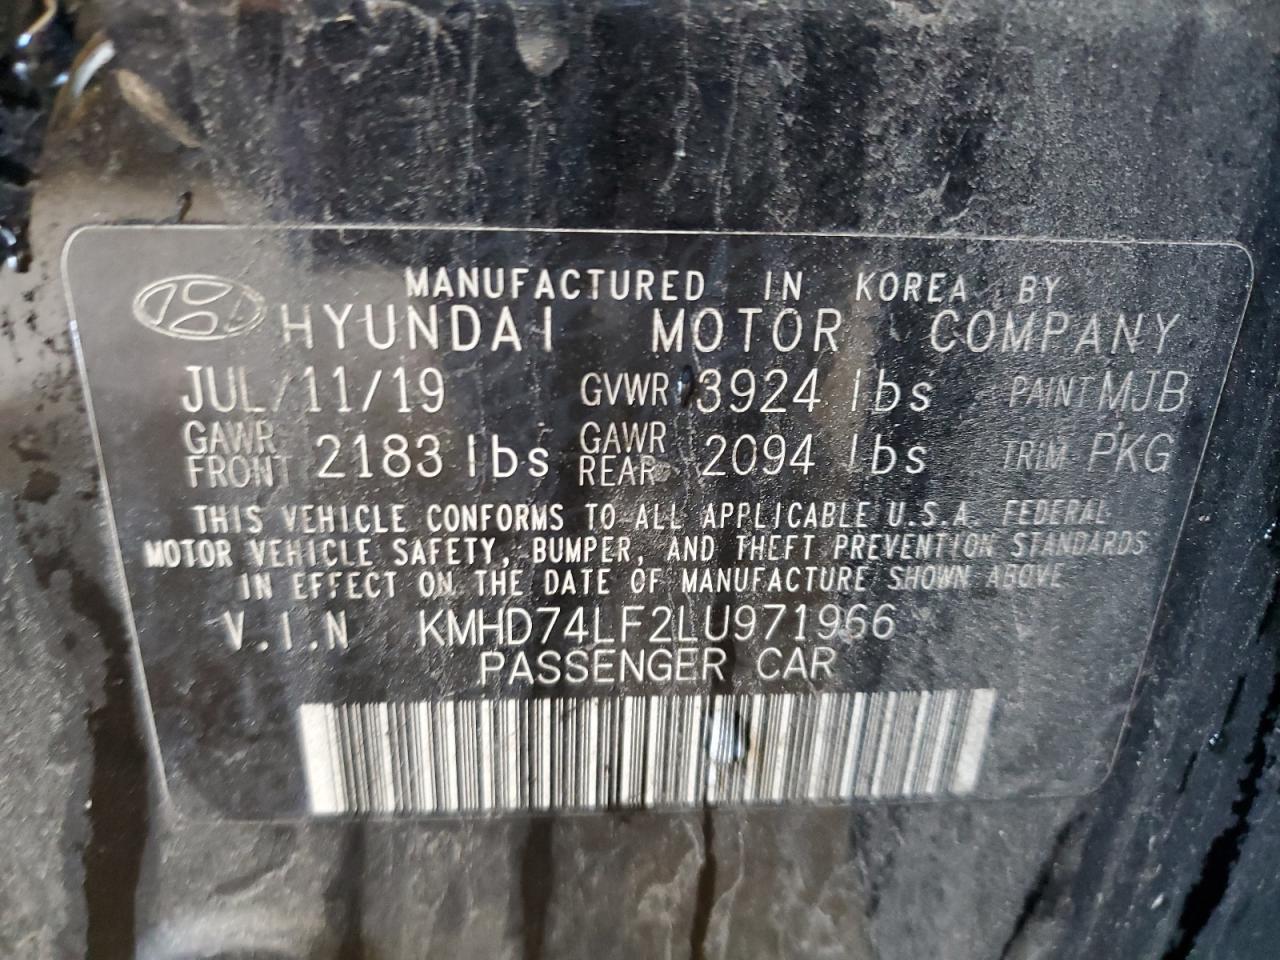 MANUFACTURED IN KOREA BY
HYUNDAI MOTOR COMPANY
JUL/11/19 GVWR 3924 lbs PAINT MJB
GAWR FRONT 2183 lbs GAWR REAR 2094 lbs TRIM PKG
THIS VEHICLE CONFORMS TO ALL APPLICABLE U.S.A. FEDERAL
MOTOR VEHICLE SAFETY, BUMPER, AND THEFT PREVENTION STANDARDS
IN EFFECT ON THE DATE OF MANUFACTURE SHOWN ABOVE
V.I.N KMHD74LF2LU971966
PASSENGER CAR